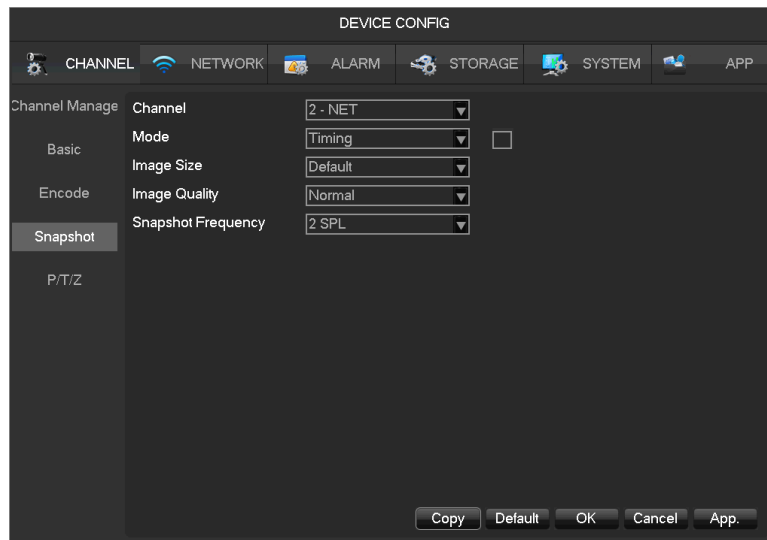 DEVICE CONFIG
CHANNEL NETWORK ALARM STORAGE SYSTEM APP
Channel Manage
Basic
Encode
Snapshot
P/T/Z
Channel 2 - NET
Mode Timing
Image Size Default
Image Quality Normal
Snapshot Frequency 2 SPL
Copy Default OK Cancel App.